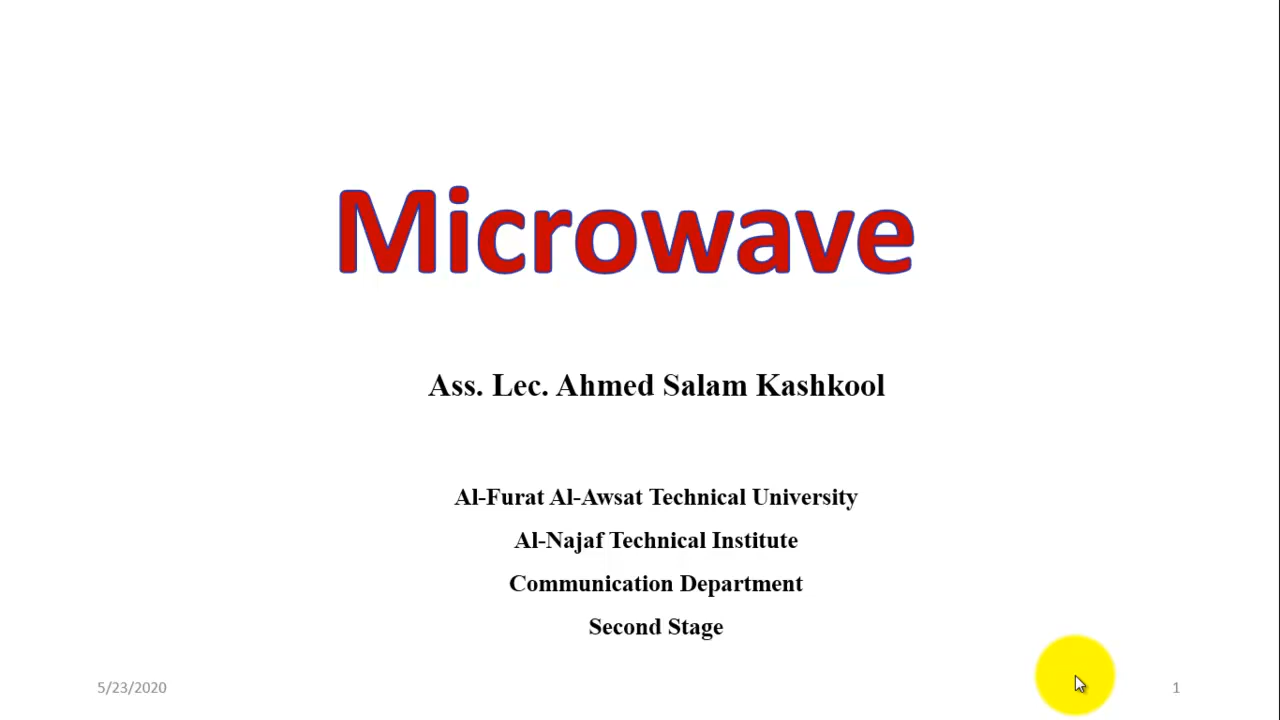 Microwave
Ass. Lec. Ahmed Salam Kashkool
Al-Furat Al-Awsat Technical University
Al-Najaf Technical Institute
Communication Department
Second Stage
5/23/2020
1